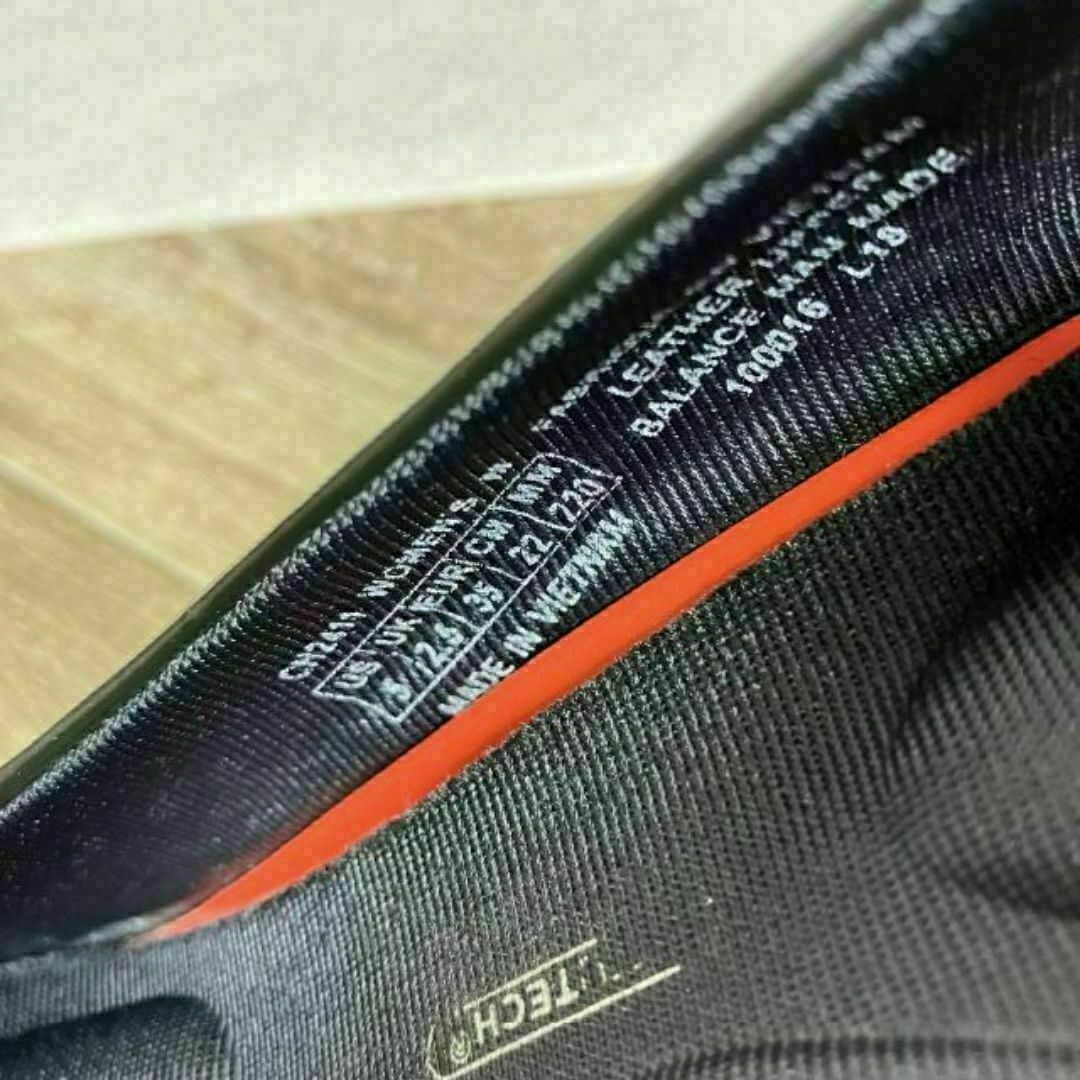 CH2411 WOMEN'S W
US UK EUR CW MM
5 2.5 35 22 220
MADE IN VIETNAM
LEATHER UPPER
BALANCE MAN MADE
100016 L18
TECH®